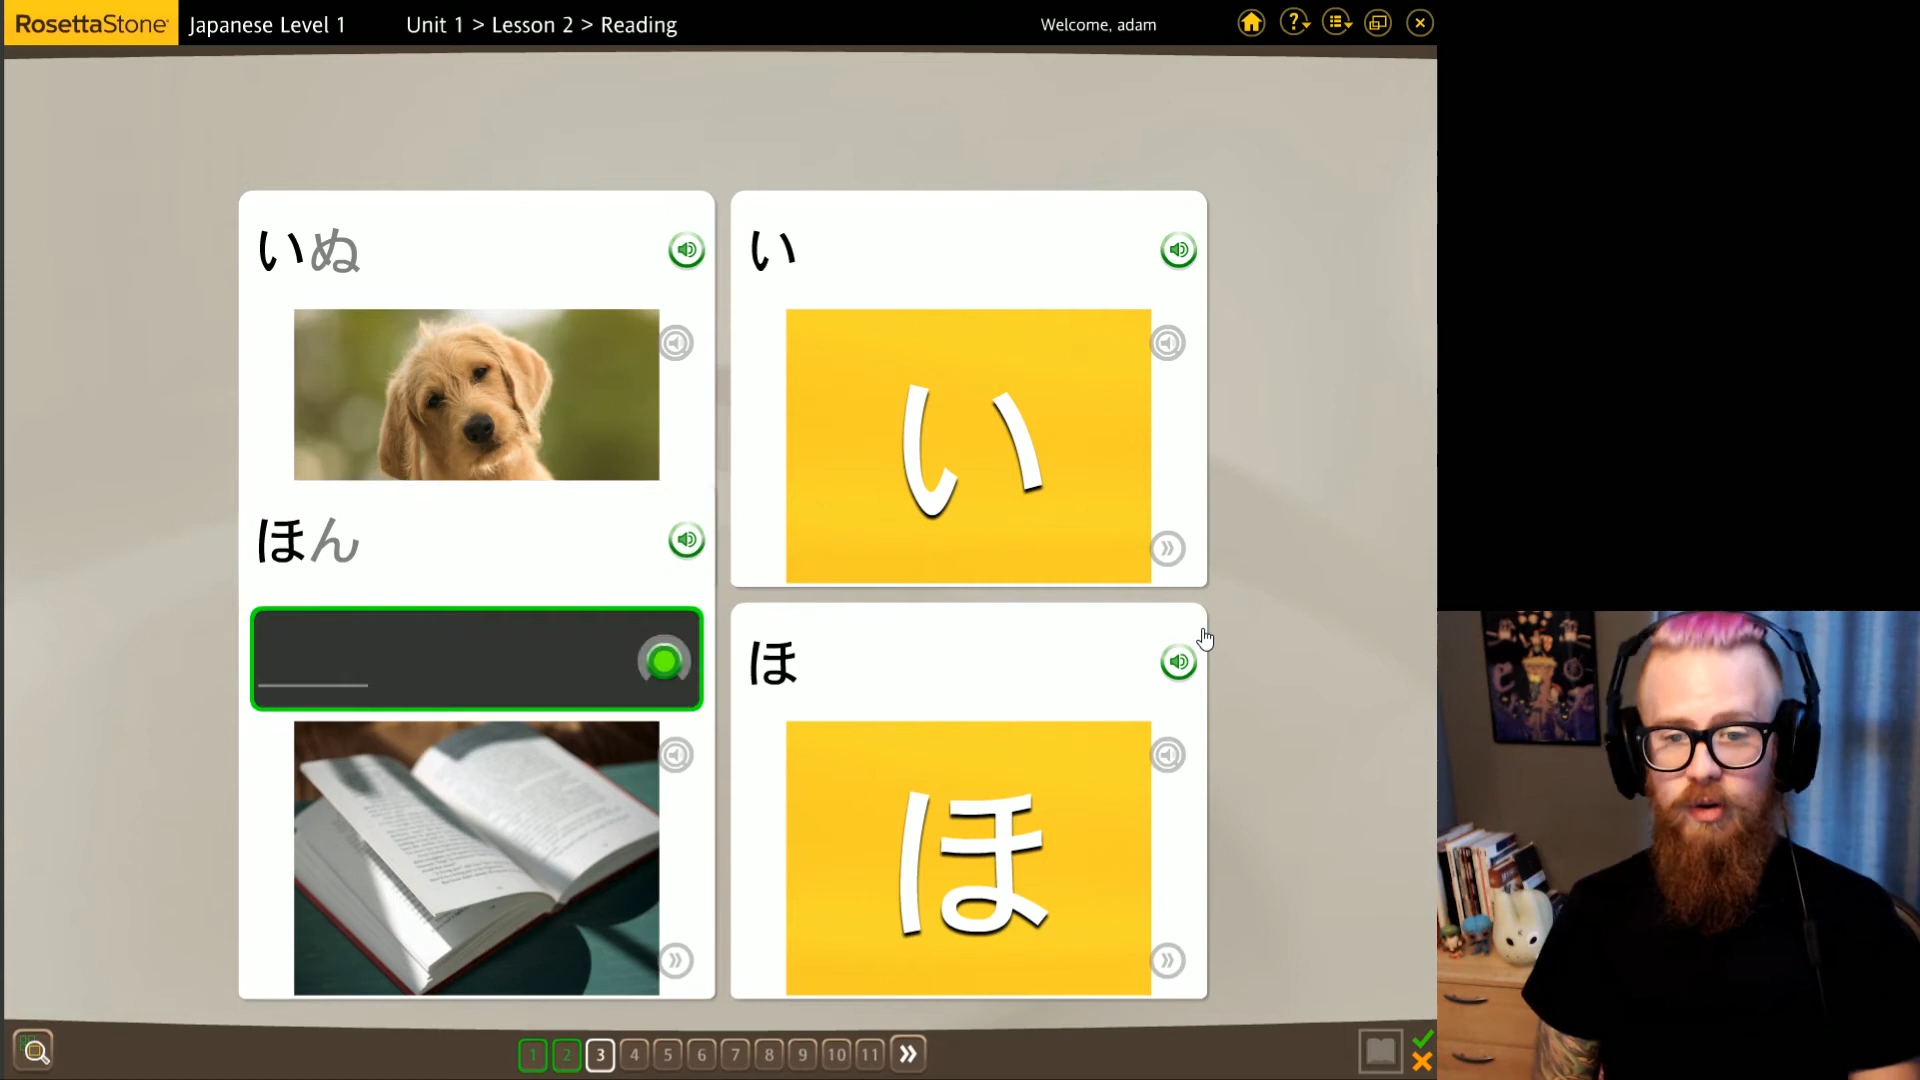 RosettaStone
Japanese Level 1
Unit 1 > Lesson 2 > Reading
Welcome, adam
いぬ
い
い
ほん
ほ
ほ
1 2 3 4 5 6 7 8 9 10 11